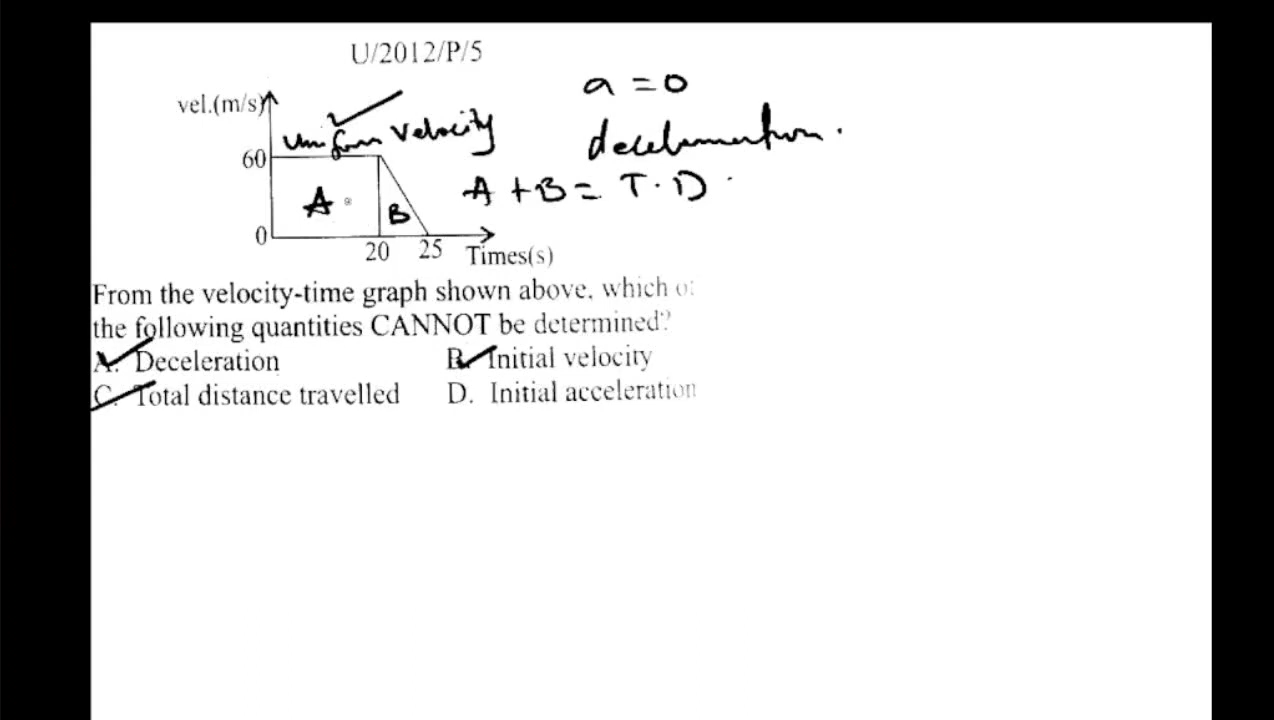 U/2012/P/5
a = 0
vel.(m/s)
Uniform Velocity
deceleration.
60
A + B = T.D
A
B
0
20 25 Times(s)
From the velocity-time graph shown above, which of
the following quantities CANNOT be determined?
A. Deceleration B. Initial velocity
C. Total distance travelled D. Initial acceleration